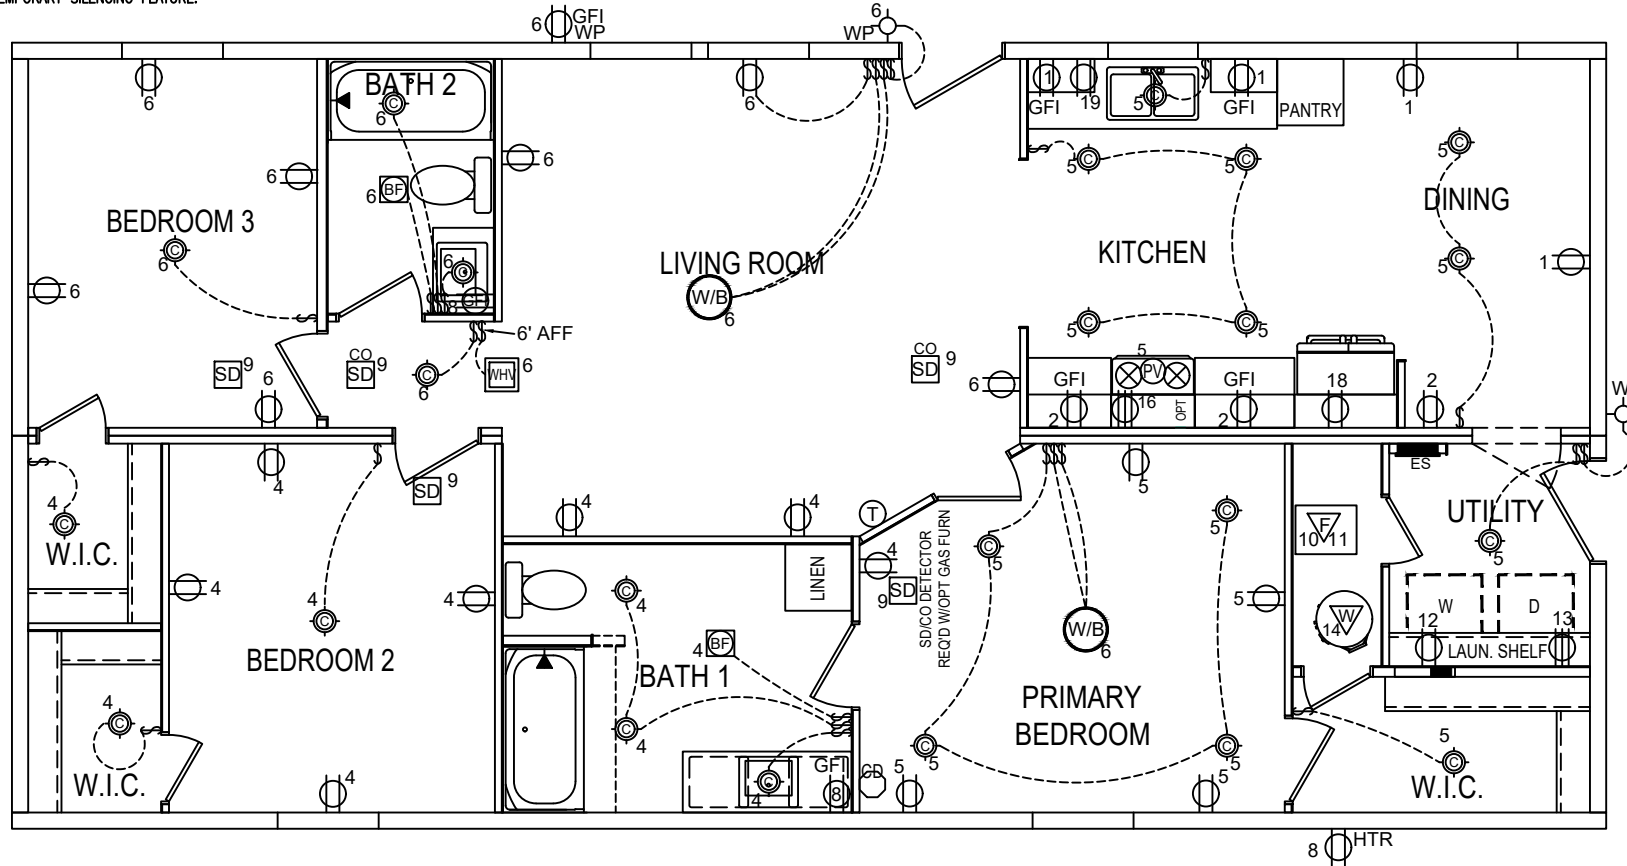 TEMPORARY SILENCING FEATURE.
6 GFI
WP
6
WP
BATH 2
6
6
6
1
GFI
19
5
1
GFI
PANTRY
1
6
6
BF
6
5
5
5
BEDROOM 3
6
6
LIVING ROOM
W/B
6
KITCHEN
DINING
5
1
6
6
8
GFI
6' AFF
5
5
SD 9
CO
SD 9
6
WHV 6
CO
SD 9
6
5
PV
GFI
2
16
OPT
GFI
2
18
2
6
4
SD 9
5
ES
4
W.I.C.
4
4
T
4
SD/CO DETECTOR
REQ'D W/OPT GAS FURN
SD
9
5
5
F
10 11
UTILITY
5
4
4
4
LINEN
4
BF
4
W/B
6
5
W
14
W
D
12
13
LAUN. SHELF
BEDROOM 2
BATH 1
PRIMARY
BEDROOM
4
W.I.C.
4
4
4
GFI
8
CD
5
5
5
5
5
W.I.C.
8 HTR